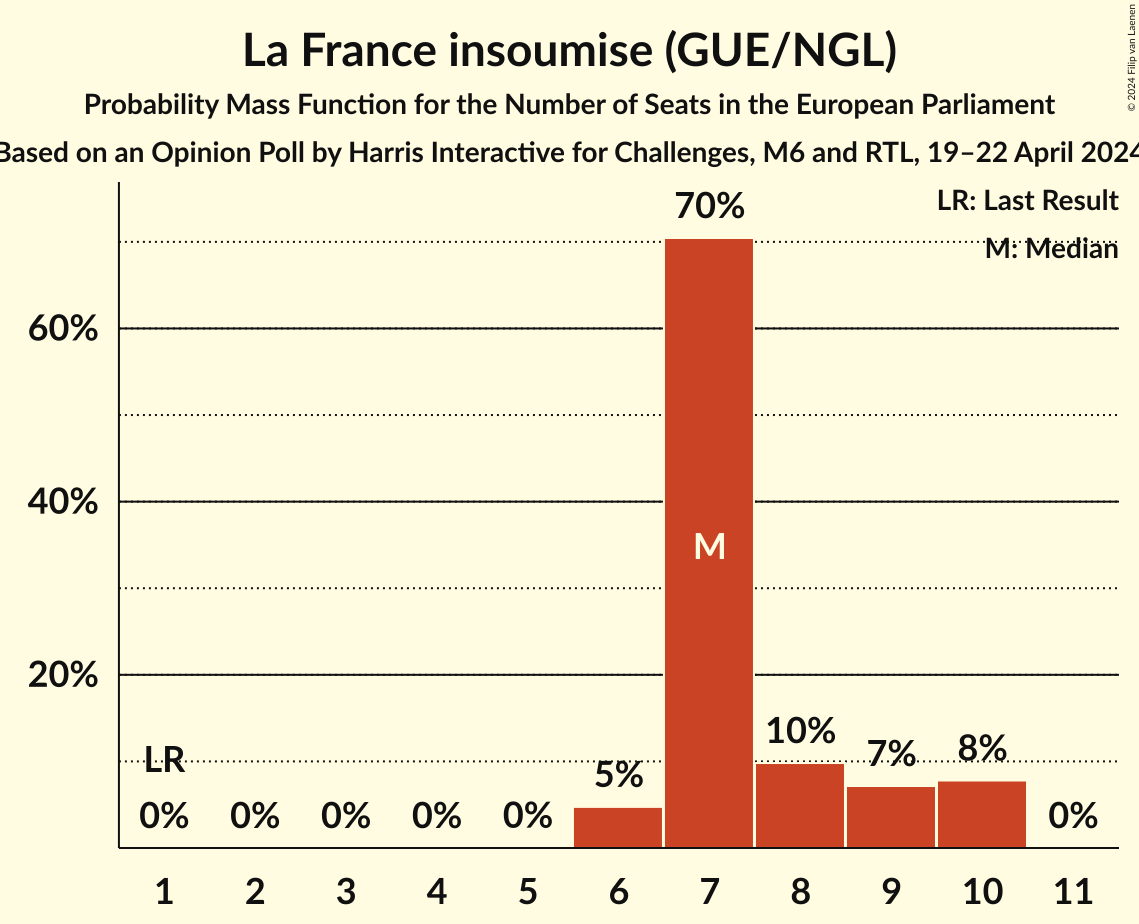 La France insoumise (GUE/NGL)
Probability Mass Function for the Number of Seats in the European Parliament
Based on an Opinion Poll by Harris Interactive for Challenges, M6 and RTL, 19–22 April 2024
© 2024 Filip van Laenen
LR: Last Result
M: Median
70%
60%
40%
20%
M
LR
0%
0%
0%
0%
0%
5%
10%
7%
8%
0%
1 2 3 4 5 6 7 8 9 10 11